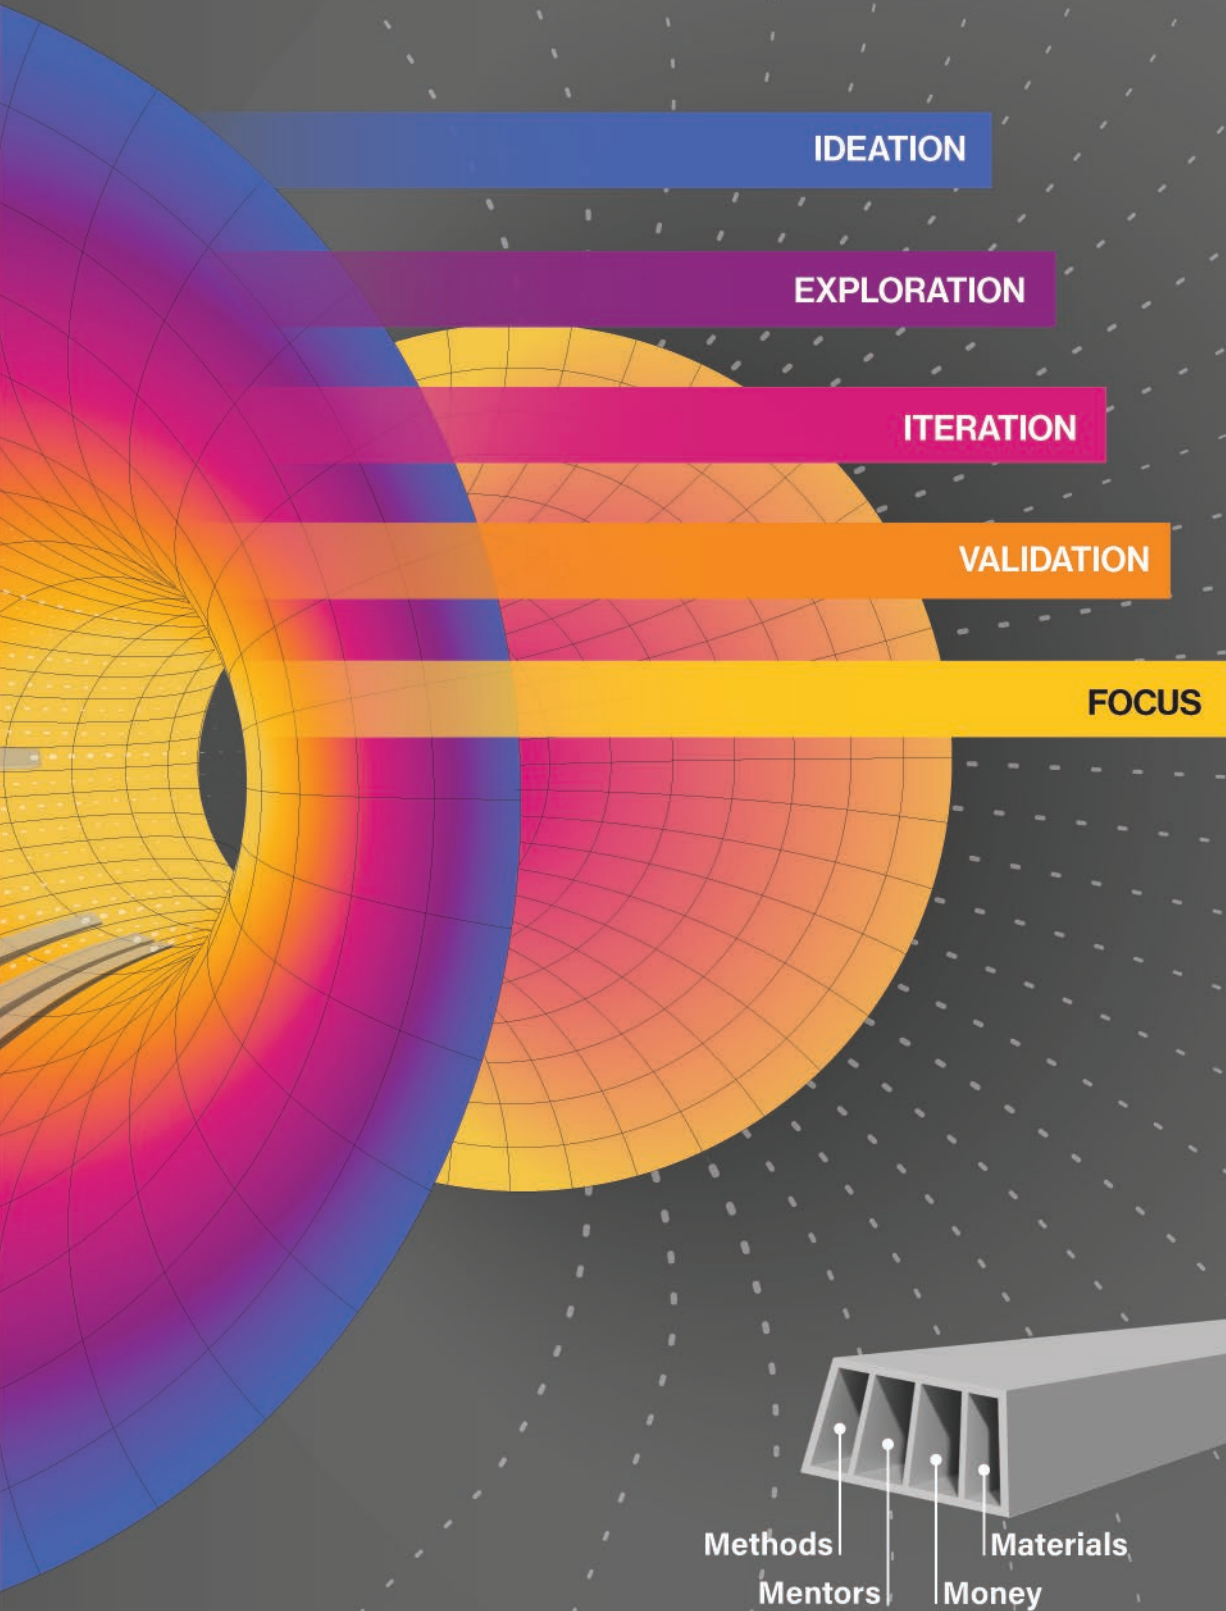 IDEATION
EXPLORATION
ITERATION
VALIDATION
FOCUS
Methods
Materials
Mentors
Money